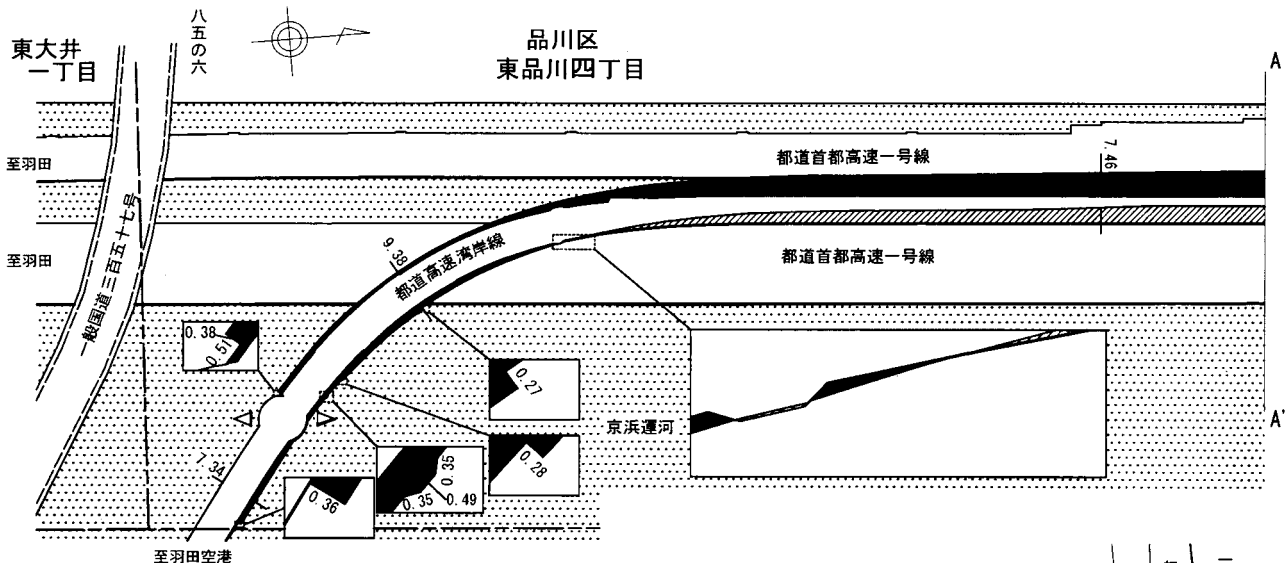 八五の六
東大井
一丁目
品川区
東品川四丁目
A
至羽田
都道首都高速一号線
7.46
一般国道三百五十七号
至羽田
9.38
都道高速湾岸線
都道首都高速一号線
0.38
0.51
0.27
京浜運河
A'
0.28
7.34
0.35
0.35
0.49
0.36
至羽田空港